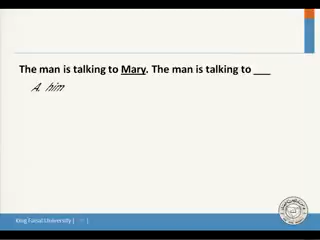 The man is talking to Mary. The man is talking to ___
A. him
King Faisal University |